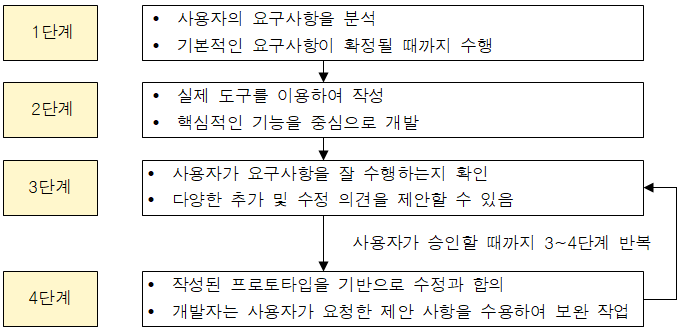 1단계
• 사용자의 요구사항을 분석
• 기본적인 요구사항이 확정될 때까지 수행
2단계
• 실제 도구를 이용하여 작성
• 핵심적인 기능을 중심으로 개발
3단계
• 사용자가 요구사항을 잘 수행하는지 확인
• 다양한 추가 및 수정 의견을 제안할 수 있음
사용자가 승인할 때까지 3~4단계 반복
4단계
• 작성된 프로토타입을 기반으로 수정과 합의
• 개발자는 사용자가 요청한 제안 사항을 수용하여 보완 작업